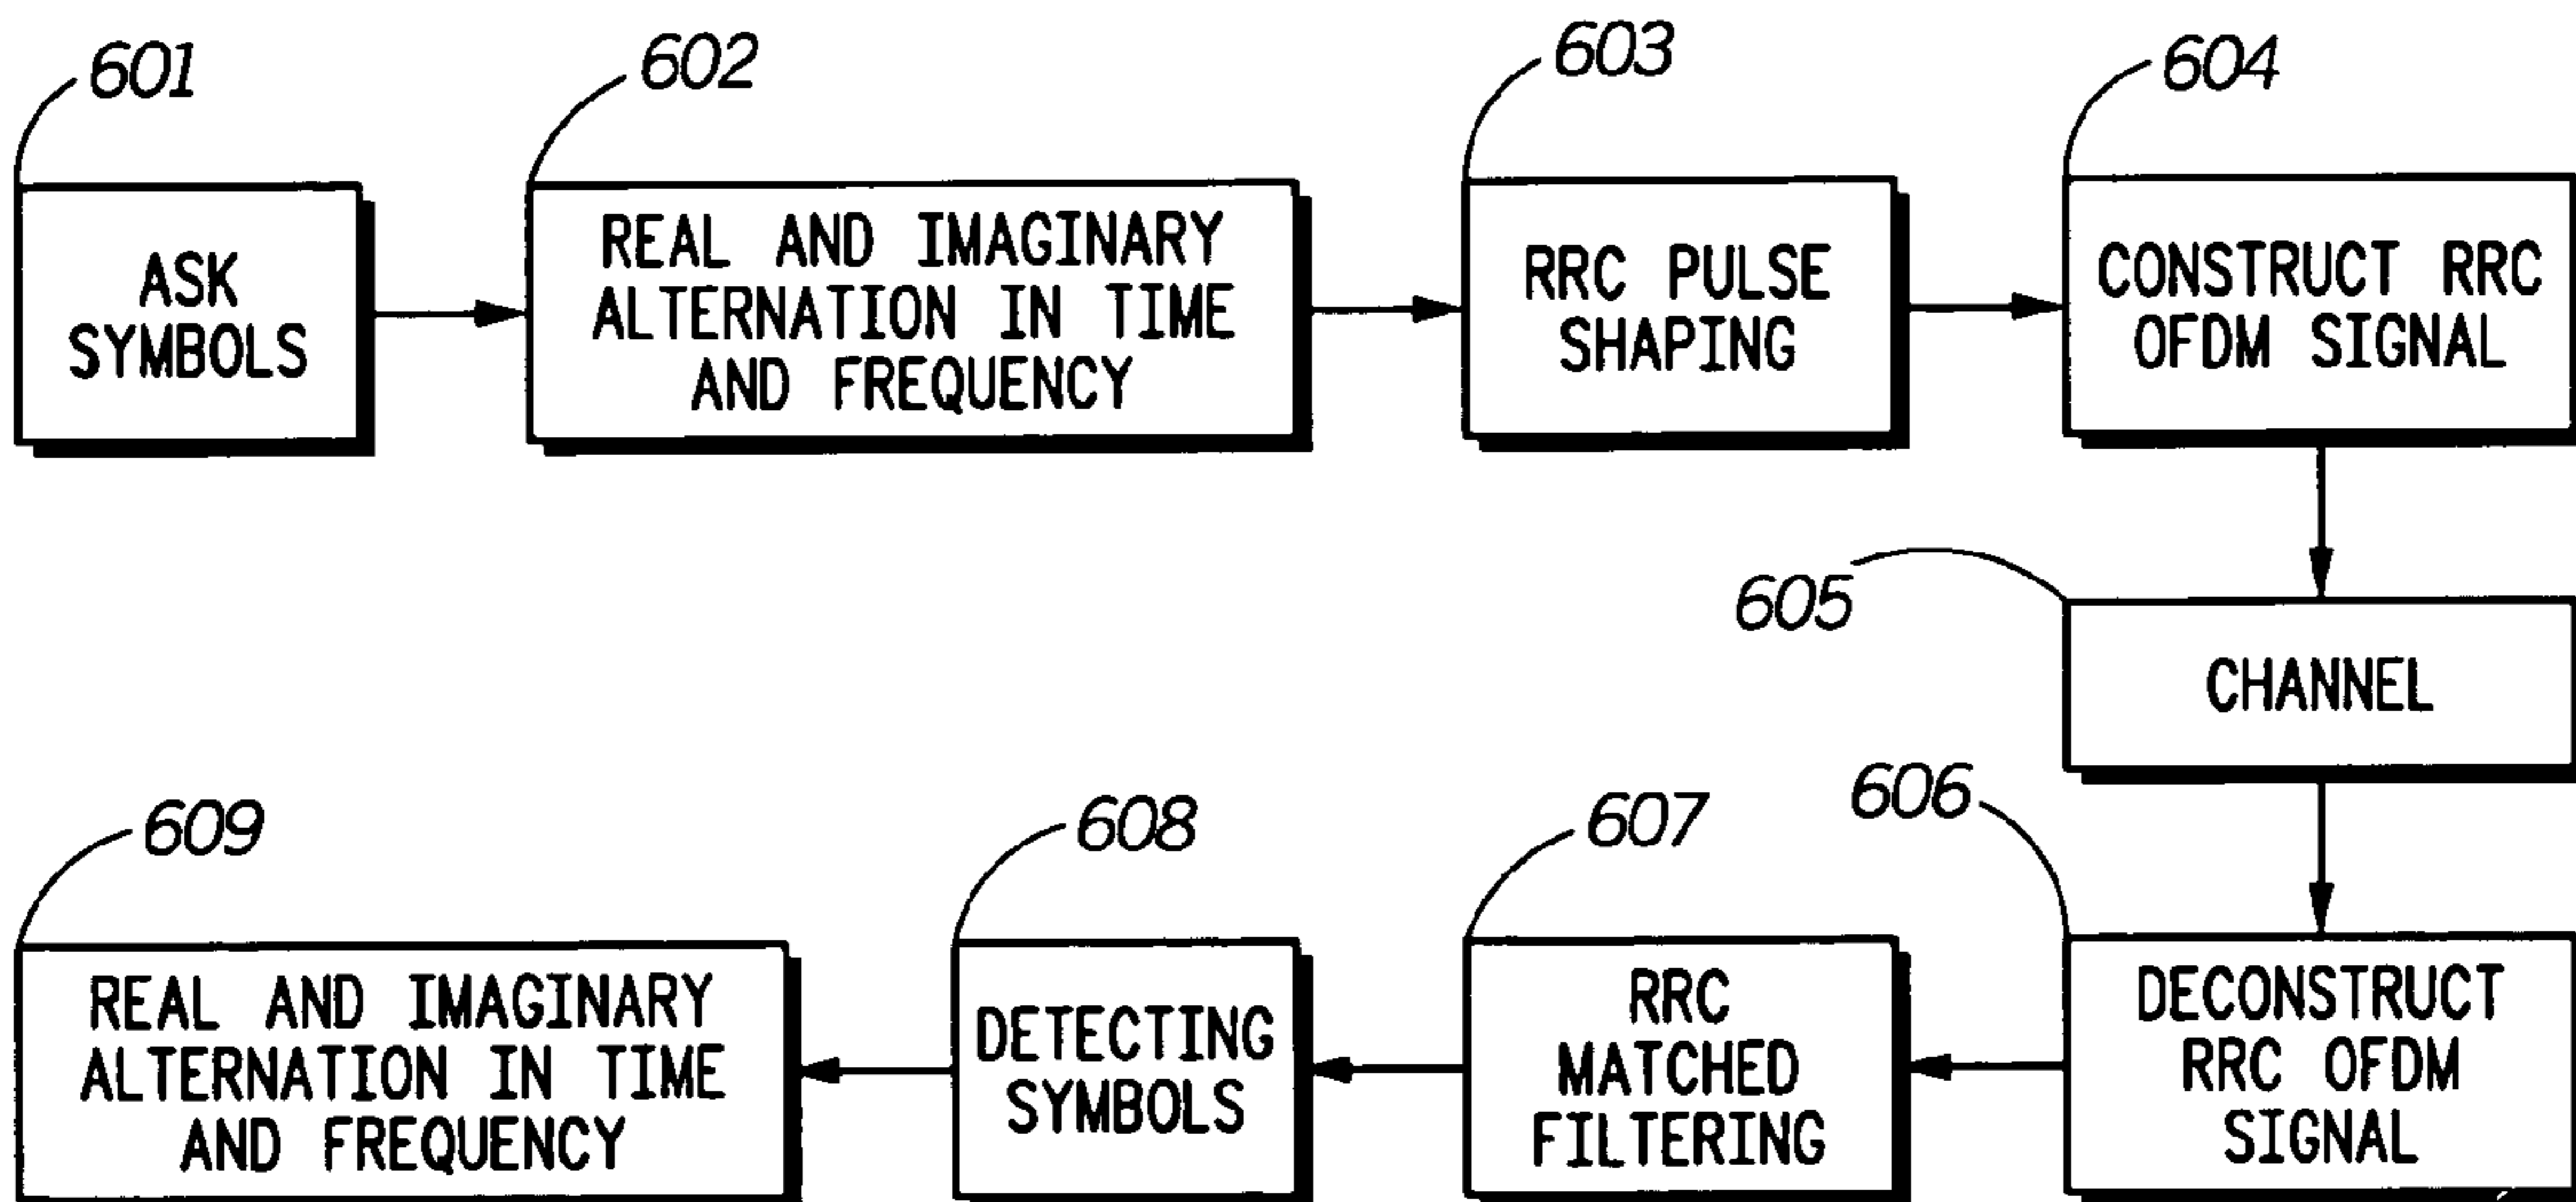 601
ASK
SYMBOLS
602
REAL AND IMAGINARY
ALTERNATION IN TIME
AND FREQUENCY
603
RRC PULSE
SHAPING
604
CONSTRUCT RRC
OFDM SIGNAL
605
CHANNEL
606
DECONSTRUCT
RRC OFDM
SIGNAL
607
RRC
MATCHED
FILTERING
608
DETECTING
SYMBOLS
609
REAL AND IMAGINARY
ALTERNATION IN TIME
AND FREQUENCY